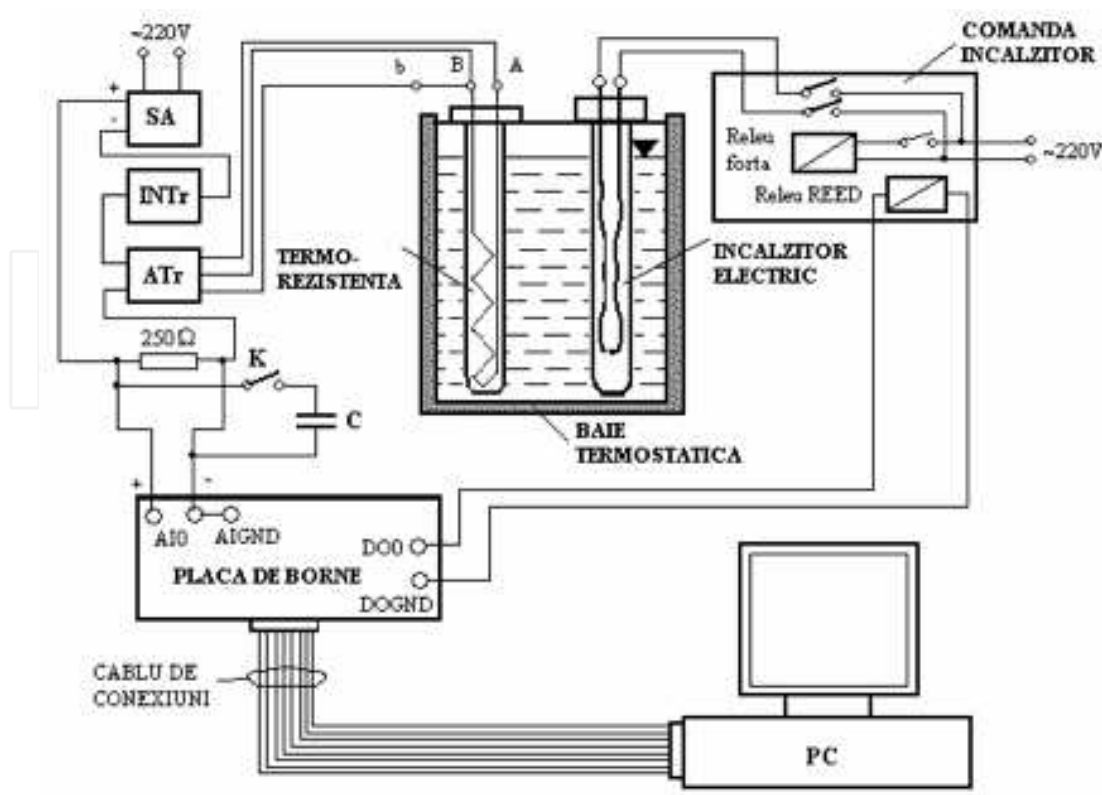 ~220V
+
-
SA
INTr
ATr
250Ω
K
C
b
B
A
COMANDA
INCALZITOR
Releu
forta
Releu REED
~220V
TERMO-
REZISTENTA
INCALZITOR
ELECTRIC
BAIE
TERMOSTATICA
+
-
AI0
AIGND
DO0
PLACA DE BORNE
DOGND
CABLU DE
CONEXIUNI
PC